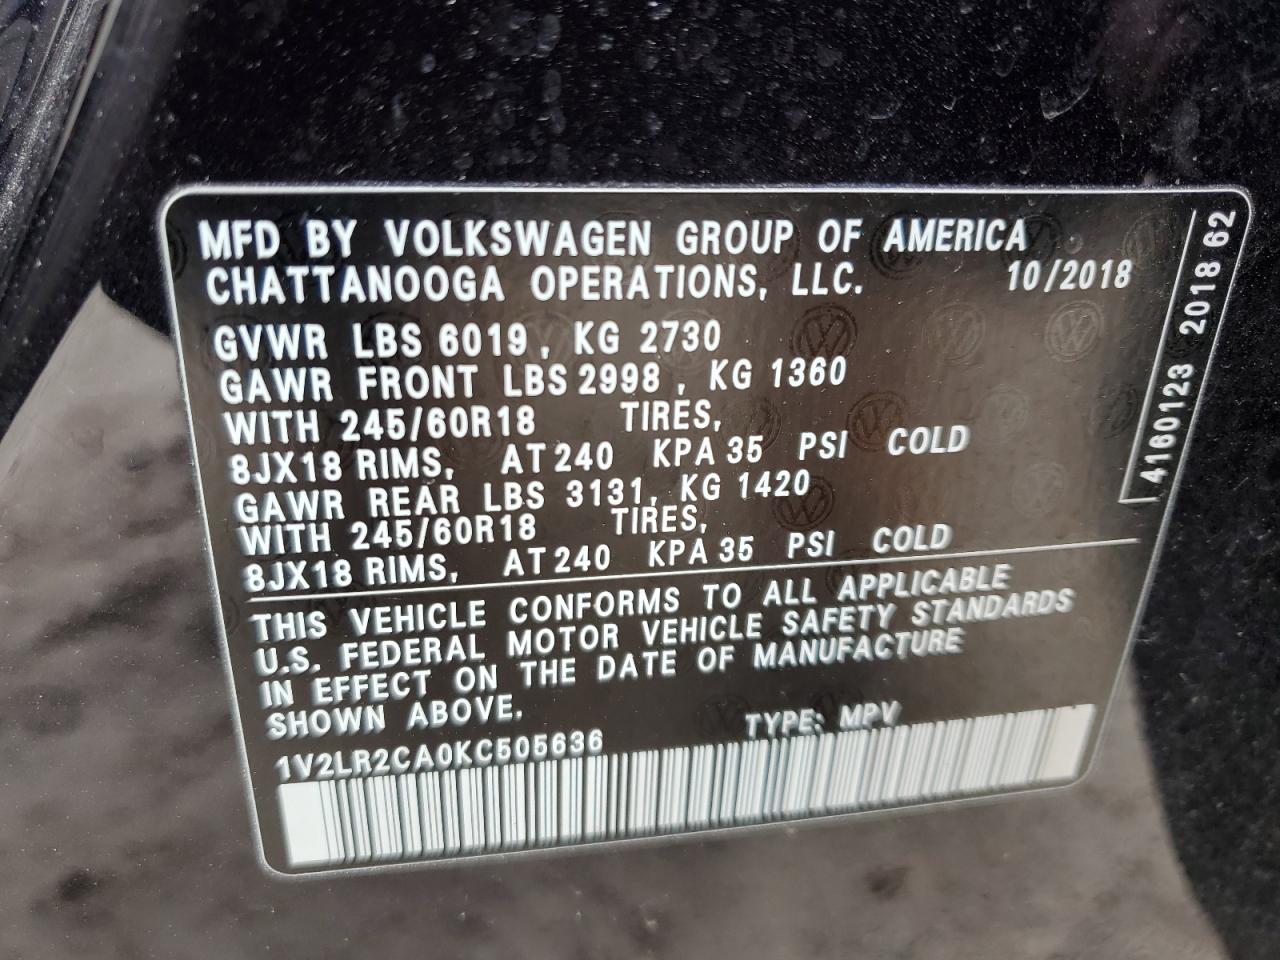 MFD BY VOLKSWAGEN GROUP OF AMERICA
CHATTANOOGA OPERATIONS, LLC. 10/2018
GVWR LBS 6019, KG 2730
GAWR FRONT LBS 2998, KG 1360
WITH 245/60R18 TIRES,
8JX18 RIMS, AT 240 KPA 35 PSI COLD
GAWR REAR LBS 3131, KG 1420
WITH 245/60R18 TIRES,
8JX18 RIMS, AT 240 KPA 35 PSI COLD
THIS VEHICLE CONFORMS TO ALL APPLICABLE
U.S. FEDERAL MOTOR VEHICLE SAFETY STANDARDS
IN EFFECT ON THE DATE OF MANUFACTURE
SHOWN ABOVE.
1V2LR2CA0KC505636 TYPE: MPV
4160123 2018 62